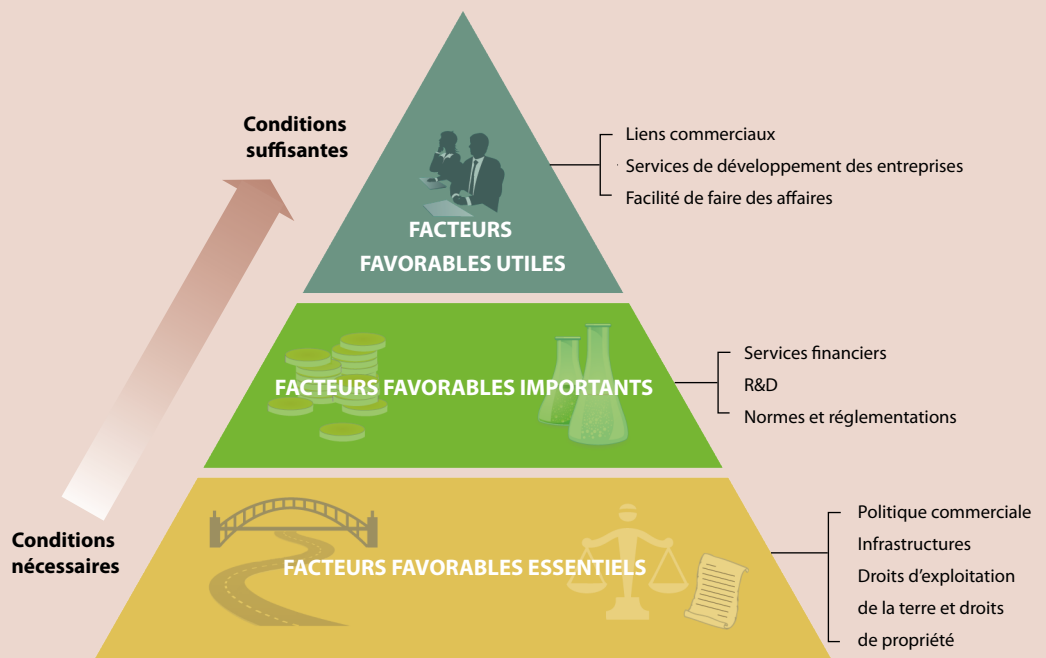 Conditions
suffisantes
Liens commerciaux
Services de développement des entreprises
Facilité de faire des affaires
FACTEURS
FAVORABLES UTILES
FACTEURS FAVORABLES IMPORTANTS
Services financiers
R&D
Normes et réglementations
Conditions
nécessaires
FACTEURS FAVORABLES ESSENTIELS
Politique commerciale
Infrastructures
Droits d'exploitation
de la terre et droits
de propriété